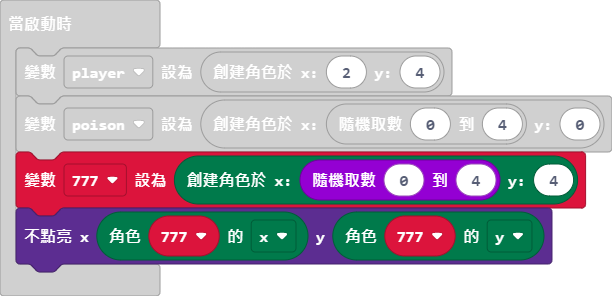 當啟動時
變數 player 設為 創建角色於 x: 2 y: 4
變數 poison 設為 創建角色於 x: 隨機取數 0 到 4 y: 0
變數 777 設為 創建角色於 x: 隨機取數 0 到 4 y: 4
不點亮 x 角色 777 的 x y 角色 777 的 y